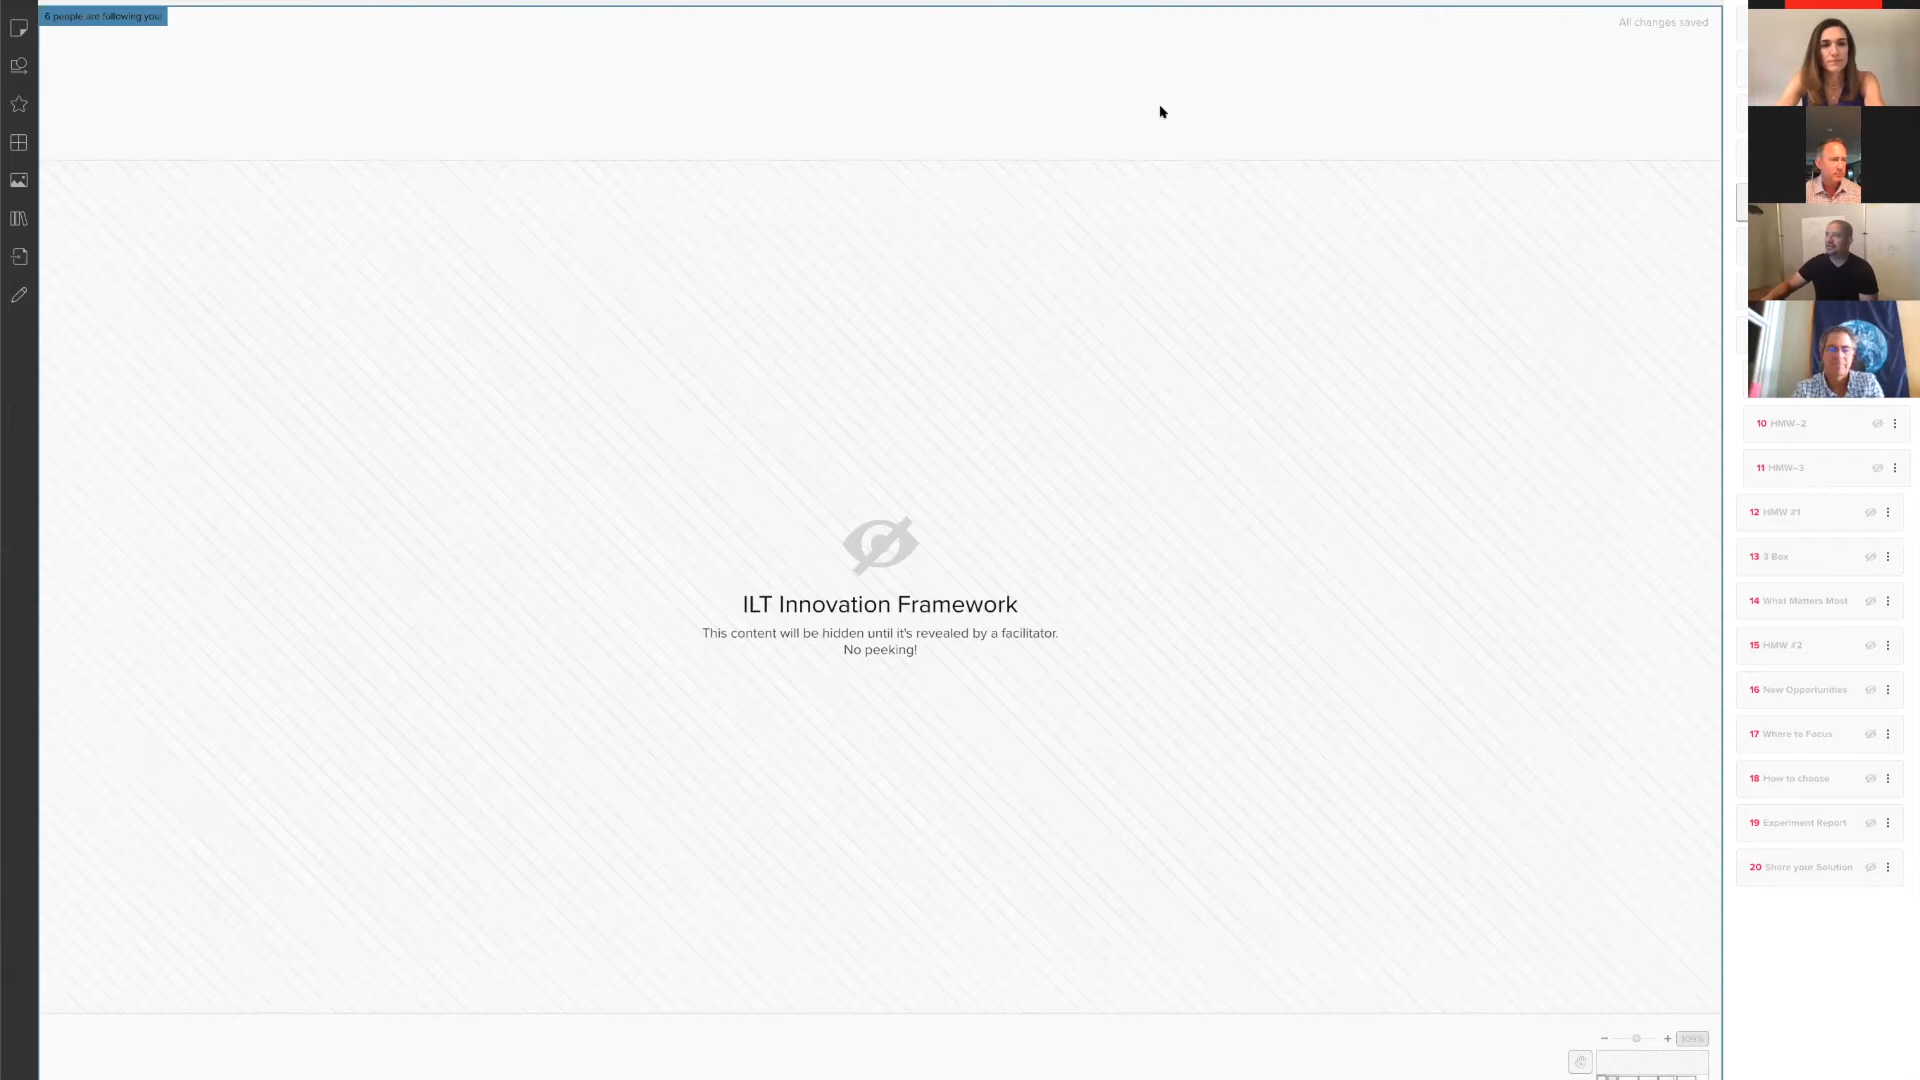 6 people are following you!
All changes saved
ILT Innovation Framework
This content will be hidden until it's revealed by a facilitator.
No peeking!
10 HMW-2
11 HMW-3
12 HMW #1
13 3 Box
14 What Matters Most
15 HMW #2
16 New Opportunities
17 Where to Focus
18 How to choose
19 Experiment Report
20 Share your Solution
109%